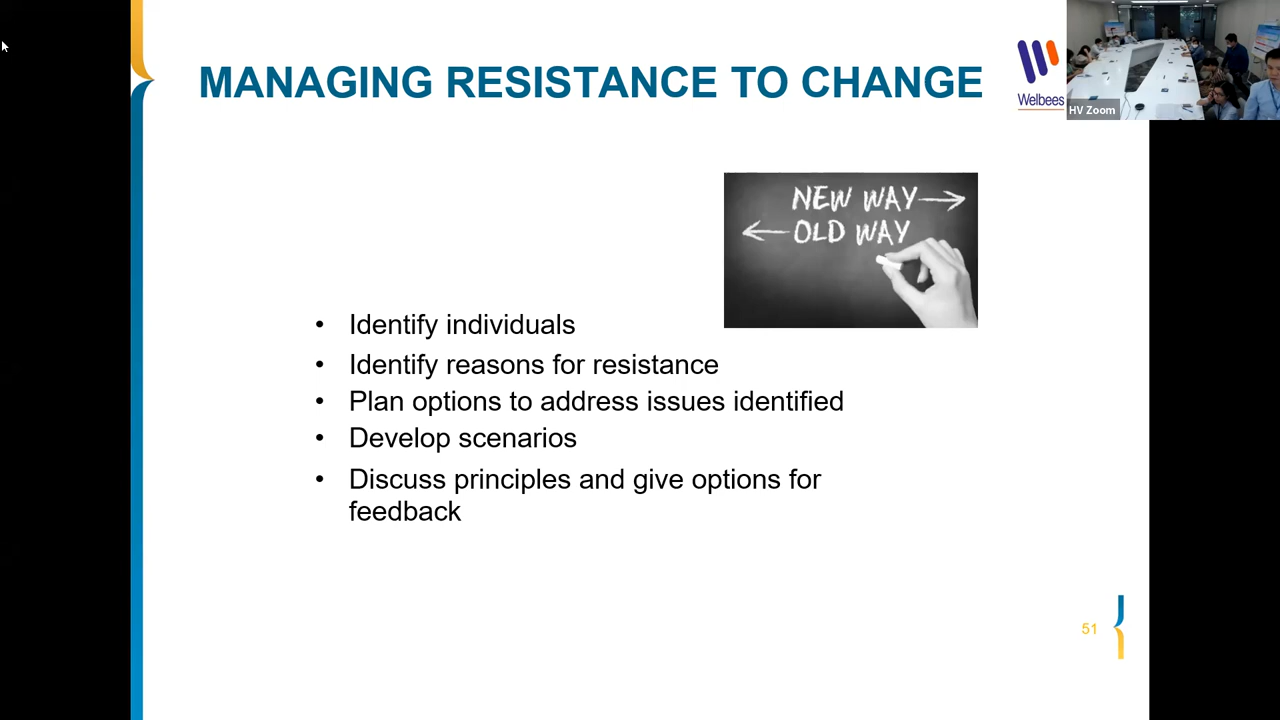 MANAGING RESISTANCE TO CHANGE
Welbees
HV Zoom
NEW WAY
OLD WAY
• Identify individuals
• Identify reasons for resistance
• Plan options to address issues identified
• Develop scenarios
• Discuss principles and give options for
feedback
51